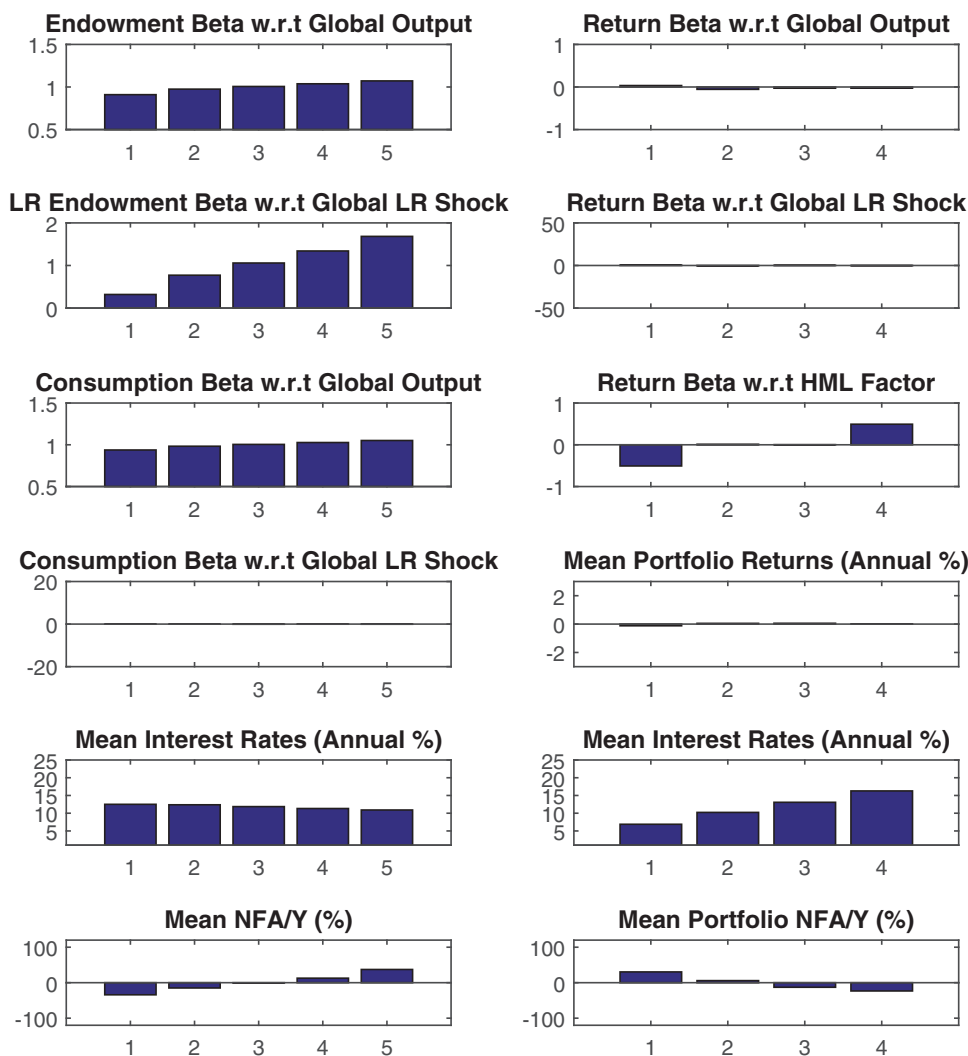 Endowment Beta w.r.t Global Output
1.5
1
0.5
1 2 3 4 5
Return Beta w.r.t Global Output
1
0
-1
1 2 3 4
LR Endowment Beta w.r.t Global LR Shock
2
1
0
1 2 3 4 5
Return Beta w.r.t Global LR Shock
50
0
-50
1 2 3 4
Consumption Beta w.r.t Global Output
1.5
1
0.5
1 2 3 4 5
Return Beta w.r.t HML Factor
1
0
-1
1 2 3 4
Consumption Beta w.r.t Global LR Shock
20
0
-20
1 2 3 4 5
Mean Portfolio Returns (Annual %)
2
0
-2
1 2 3 4
Mean Interest Rates (Annual %)
25
20
15
10
5
1 2 3 4 5
Mean Interest Rates (Annual %)
25
20
15
10
5
1 2 3 4
Mean NFA/Y (%)
100
0
-100
1 2 3 4 5
Mean Portfolio NFA/Y (%)
100
0
-100
1 2 3 4